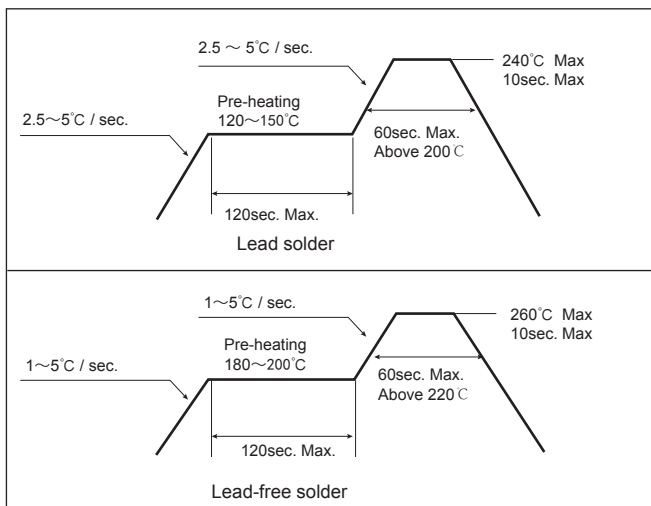 2.5～5℃ / sec.
240℃ Max
10sec. Max
Pre-heating
120～150℃
2.5～5℃ / sec.
60sec. Max.
Above 200℃
120sec. Max.
Lead solder
1～5℃ / sec.
260℃ Max
10sec. Max
Pre-heating
180～200℃
1～5℃ / sec.
60sec. Max.
Above 220℃
120sec. Max.
Lead-free solder